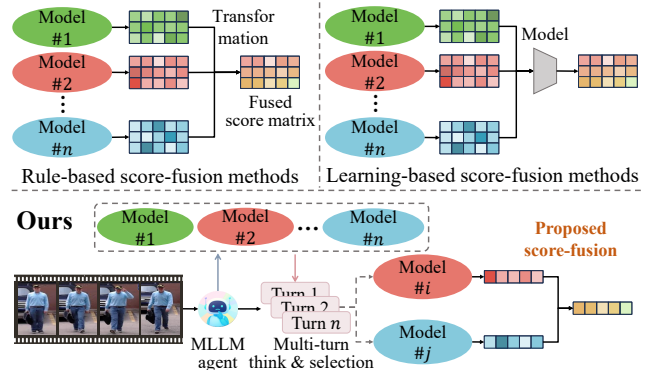 Model
#1
Model
#2
Model
#n
Transfor
mation
Fused
score matrix
Rule-based score-fusion methods
Model
#1
Model
#2
Model
#n
Model
Learning-based score-fusion methods
Ours
Model
#1
Model
#2
Model
#n
Proposed
score-fusion
MLLM
agent
Turn 1
Turn 2
Turn n
Multi-turn
think & selection
Model
#i
Model
#j